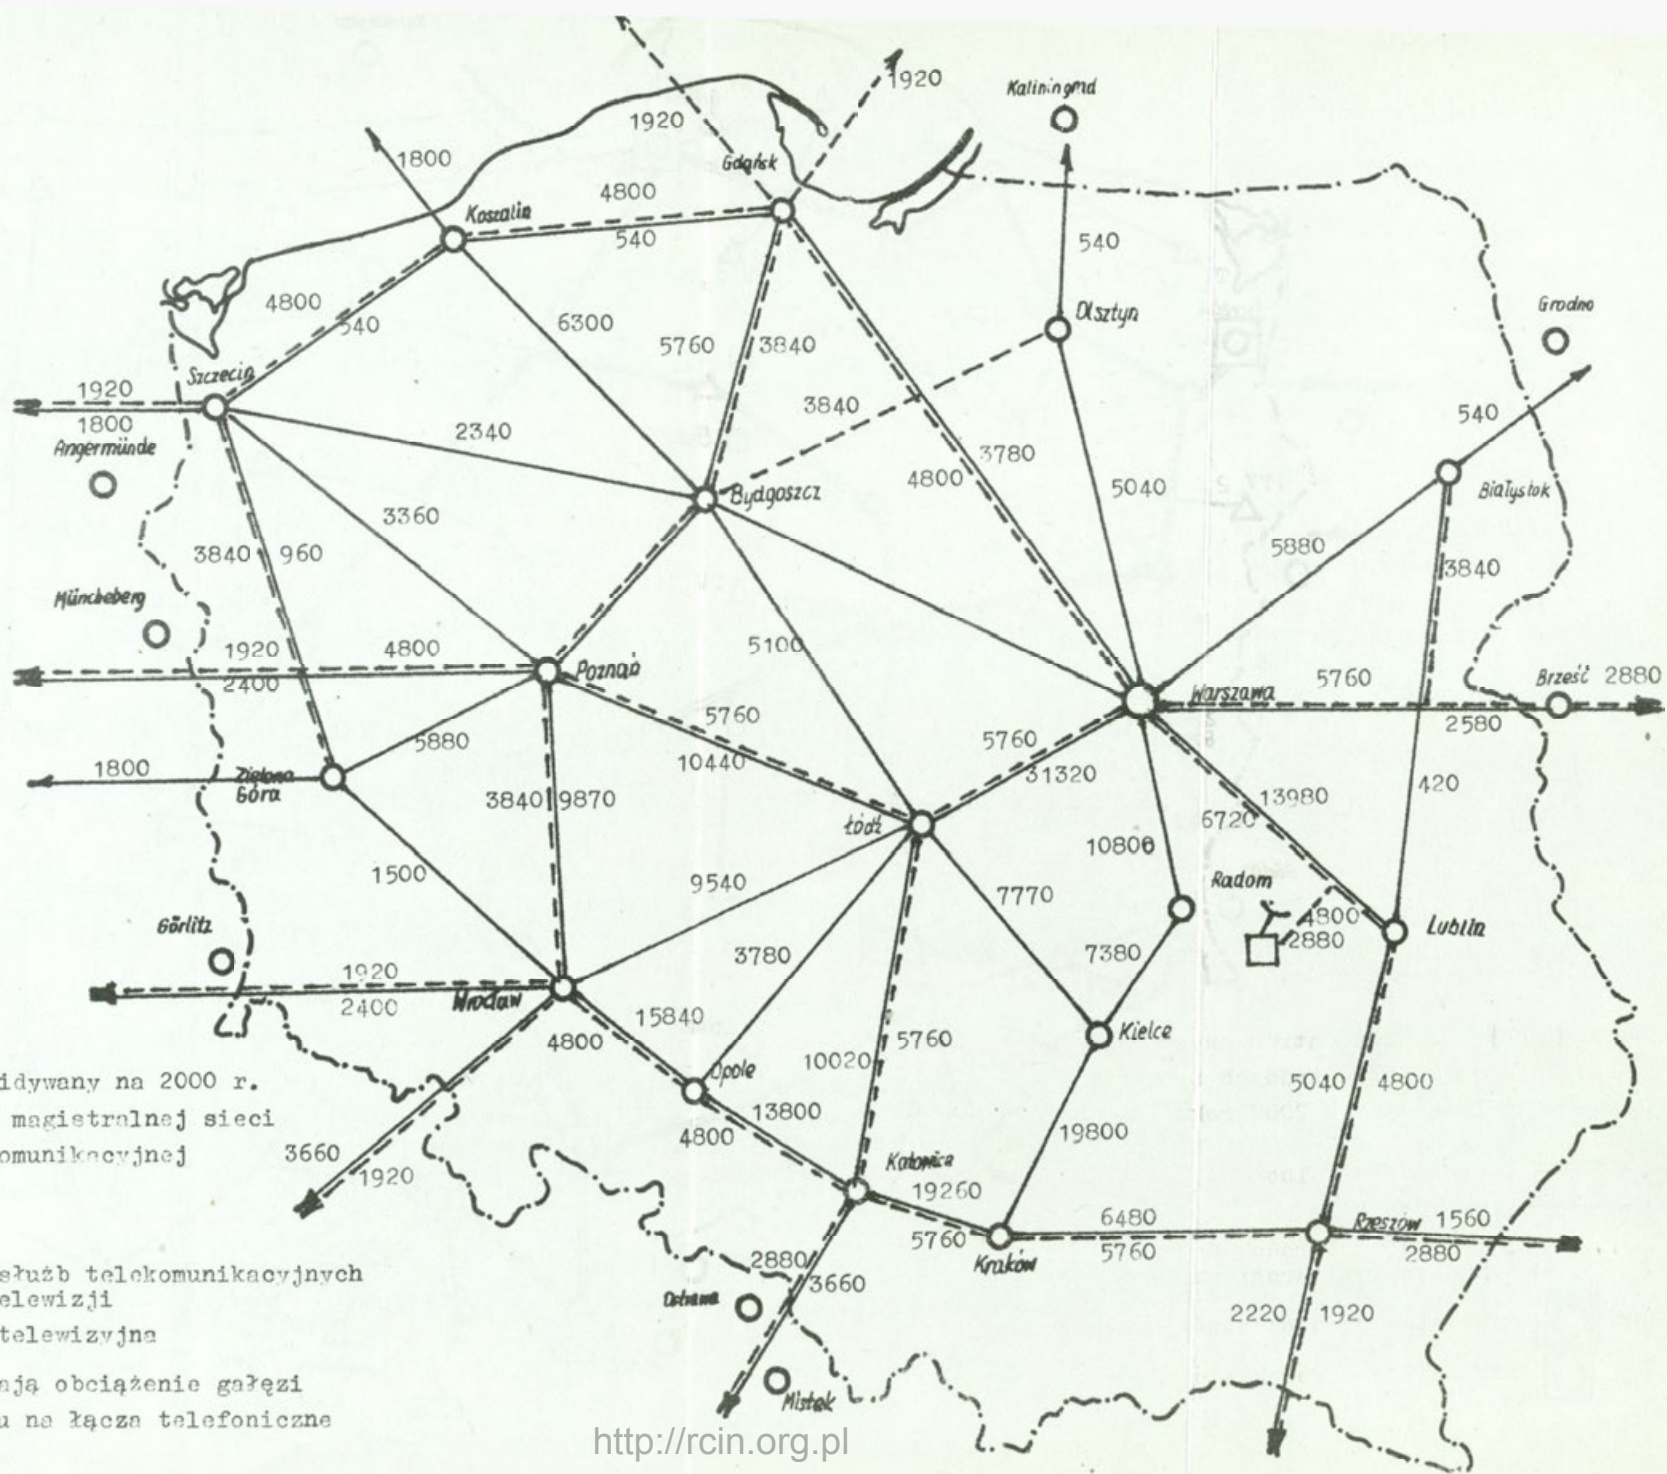 1920
Kaliningrad
1920
Gdańsk
1800
4800
Koszalin
540
540
Olsztyn
Grodno
4800
540
6300
5760
3840
Szczecin
1920
1800
3840
540
2340
Angermünde
3780
4800
Bydgoszcz
5040
Białystok
3360
5880
3840
960
3840
Müncheberg
1920
4800
5100
2400
Poznań
Warszawa
5760
Brześć
2880
5760
2580
5880
5760
10440
31320
1800
Zielona
Góra
3840
9870
13980
420
6720
Łódź
10800
1500
9540
7770
Radom
4800
Görlitz
2880
Lublin
3780
7380
1920
2400
Wrocław
15840
4800
10020
5760
Kielce
idywany na 2000 r.
Opole
5040
4800
magistralnej sieci
13800
omunikacyjnej
4800
19800
3660
1920
Katowice
19260
6480
Rzeszów
1560
5760
5760
2880
Kraków
2880
3660
służb telekomunikacyjnych
elewizji
Ostrawa
2220
1920
telewizyjna
ają obciążenie gałęzi
Mistek
u na łącza telefoniczne
http://rcin.org.pl